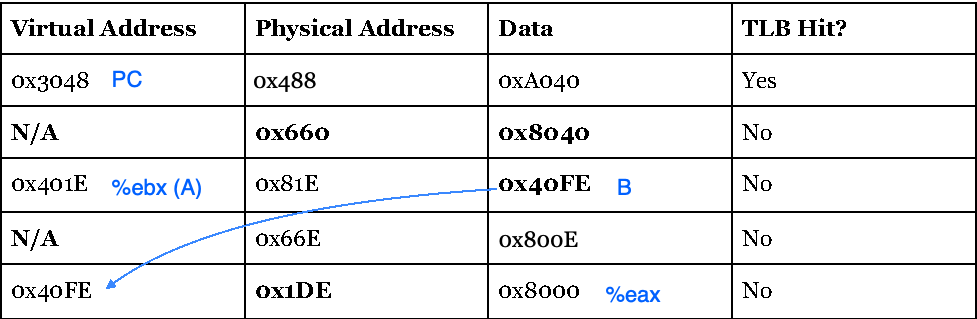 Virtual Address Physical Address Data TLB Hit?
0x3048 PC 0x488 0xA040 Yes
N/A 0x660 0x8040 No
0x401E %ebx (A) 0x81E 0x40FE B No
N/A 0x66E 0x800E No
0x40FE 0x1DE 0x8000 %eax No